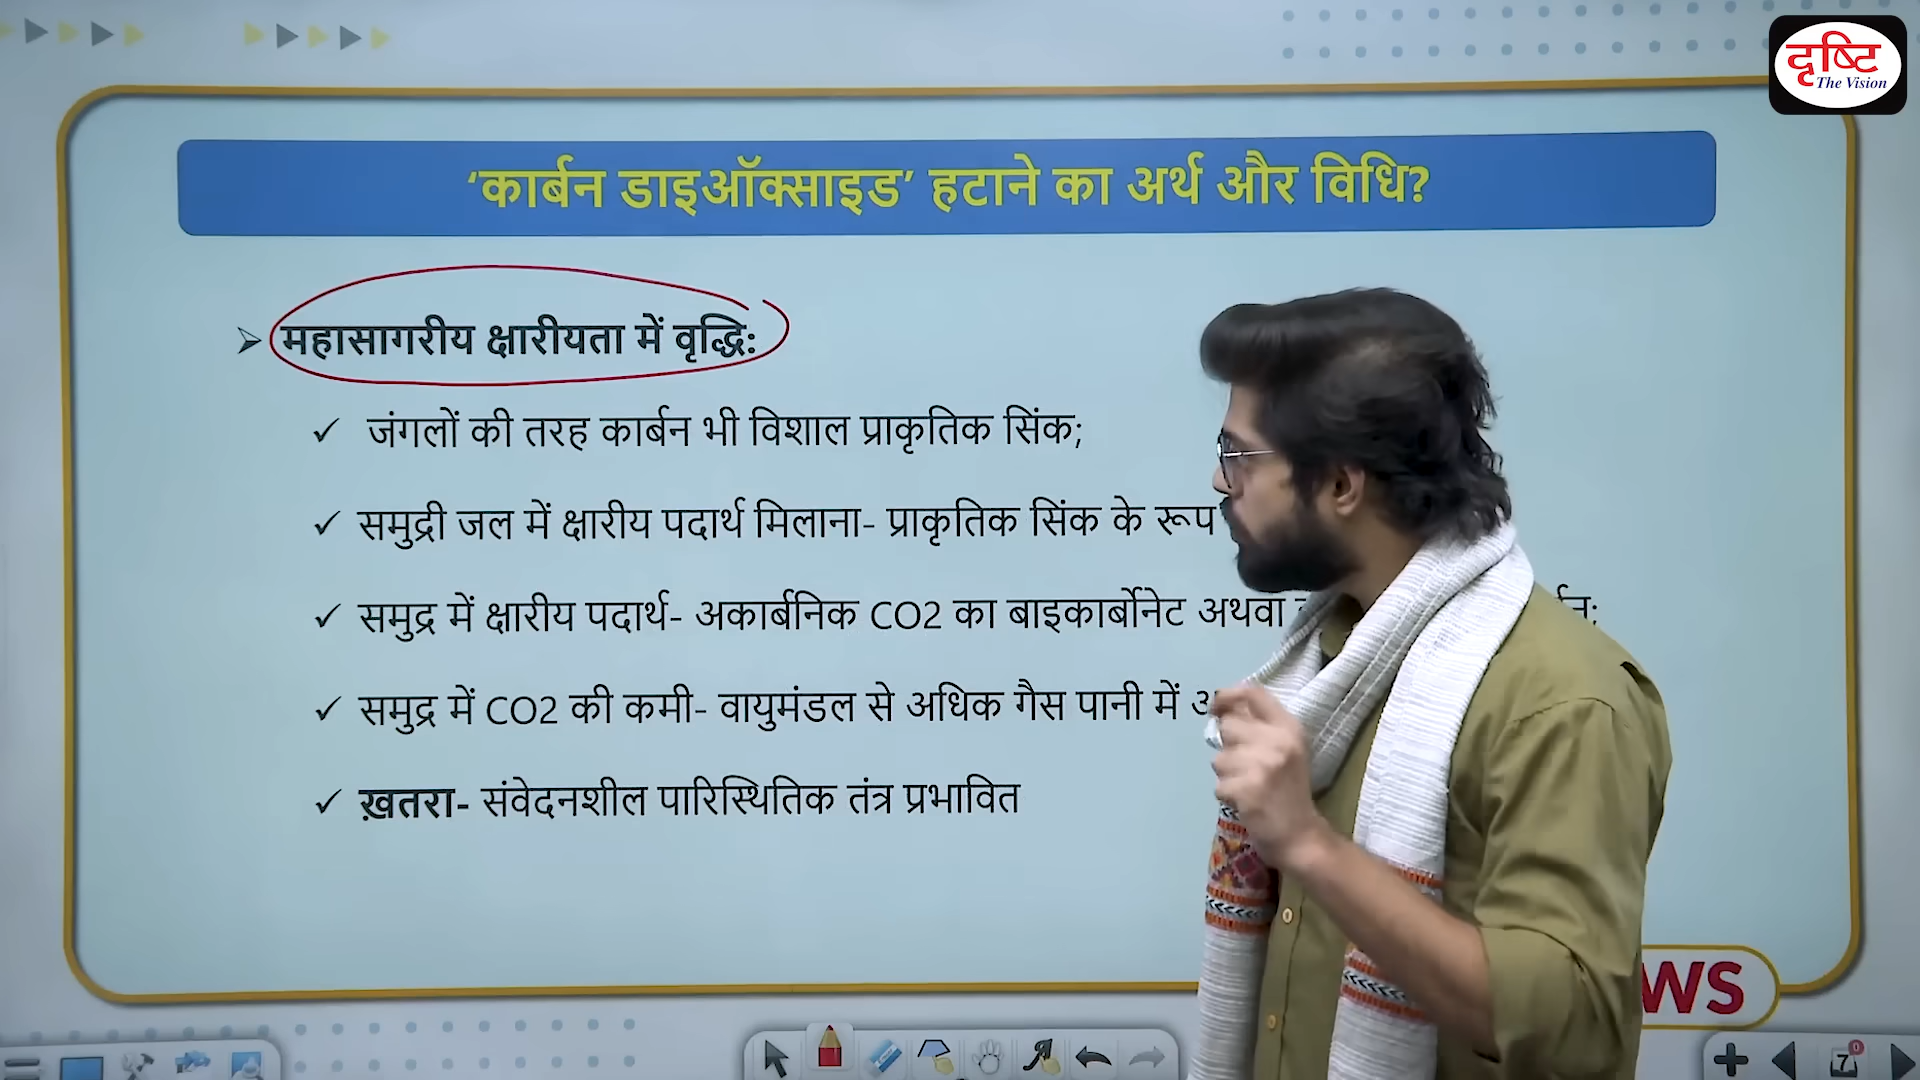 दृष्टि
The Vision
‘कार्बन डाइऑक्साइड’ हटाने का अर्थ और विधि?
महासागरीय क्षारीयता में वृद्धि:
जंगलों की तरह कार्बन भी विशाल प्राकृतिक सिंक;
समुद्री जल में क्षारीय पदार्थ मिलाना- प्राकृतिक सिंक के रूप
समुद्र में क्षारीय पदार्थ- अकार्बनिक CO2 का बाइकार्बोनेट अथवा
समुद्र में CO2 की कमी- वायुमंडल से अधिक गैस पानी में
ख़तरा- संवेदनशील पारिस्थितिक तंत्र प्रभावित
7